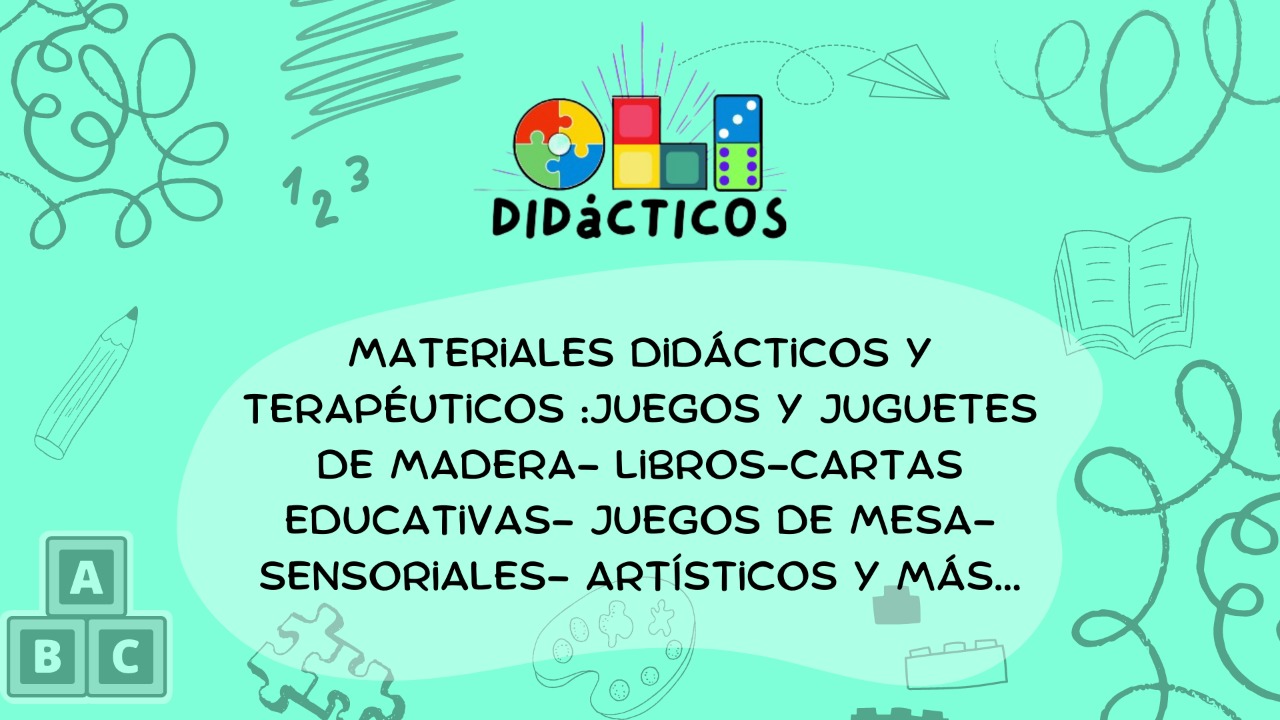 OLI
DIDáCTICOS
1 2 3
MATERIALES DIDÁCTICOS Y
TERAPÉUTICOS :JUEGOS Y JUGUETES
DE MADERA- LIBROS-CARTAS
EDUCATIVAS- JUEGOS DE MESA-
SENSORIALES- ARTÍSTICOS Y MÁS...
A
B C